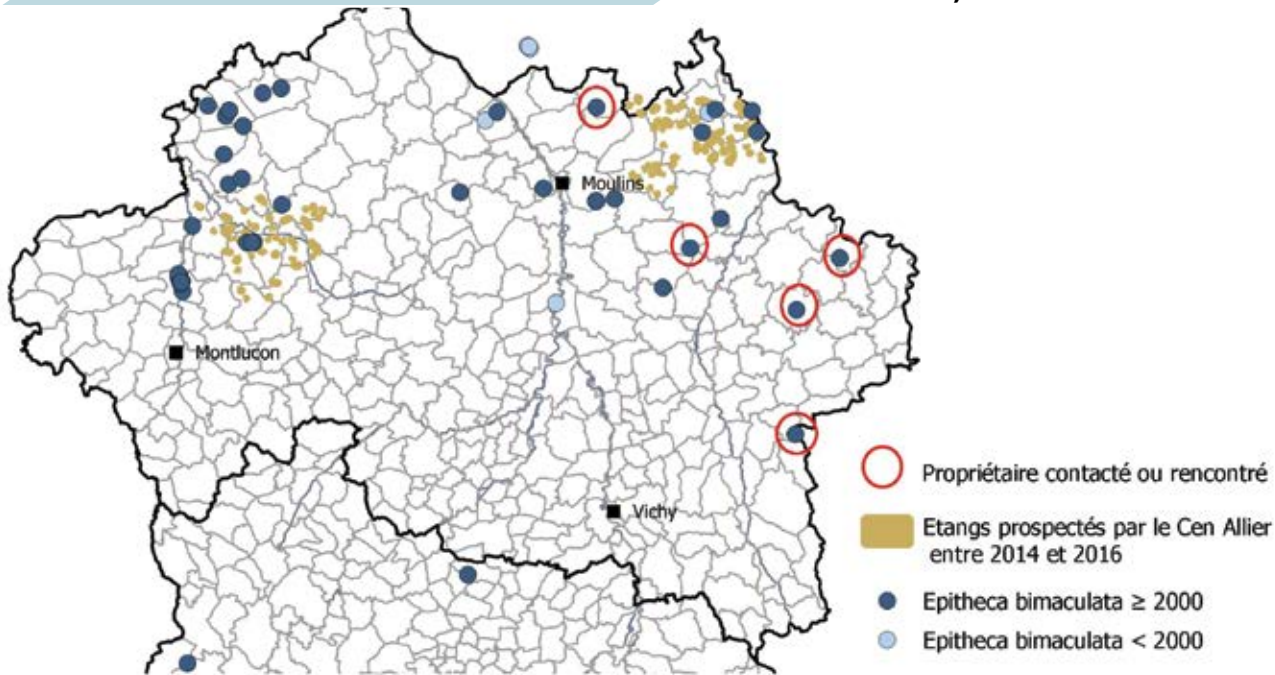 Moulins
Montlucon
Vichy
Propriétaire contacté ou rencontré
Etangs prospectés par le Cen Allier
entre 2014 et 2016
Epitheca bimaculata ≥ 2000
Epitheca bimaculata < 2000